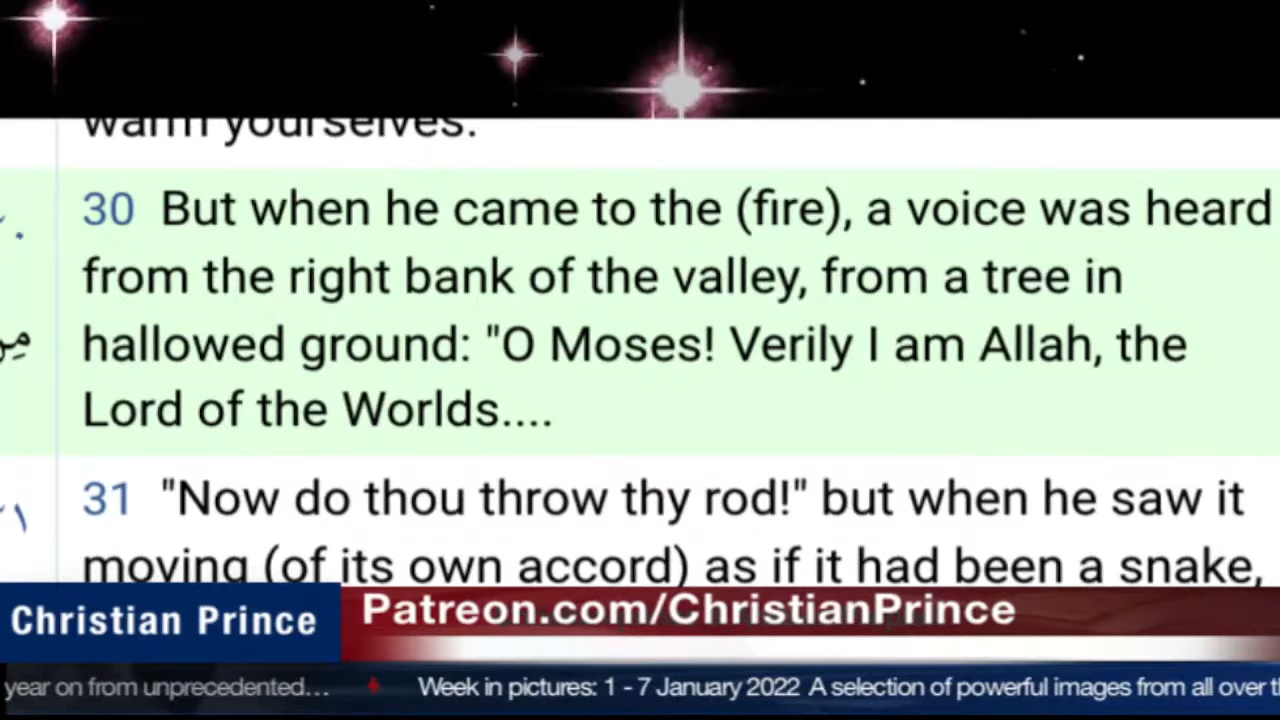 warm yourselves.
30 But when he came to the (fire), a voice was heard
from the right bank of the valley, from a tree in
hallowed ground: "O Moses! Verily I am Allah, the
Lord of the Worlds....
31 "Now do thou throw thy rod!" but when he saw it
moving (of its own accord) as if it had been a snake,
Christian Prince
Patreon.com/ChristianPrince
year on from unprecedented... Week in pictures: 1 - 7 January 2022 A selection of powerful images from all over